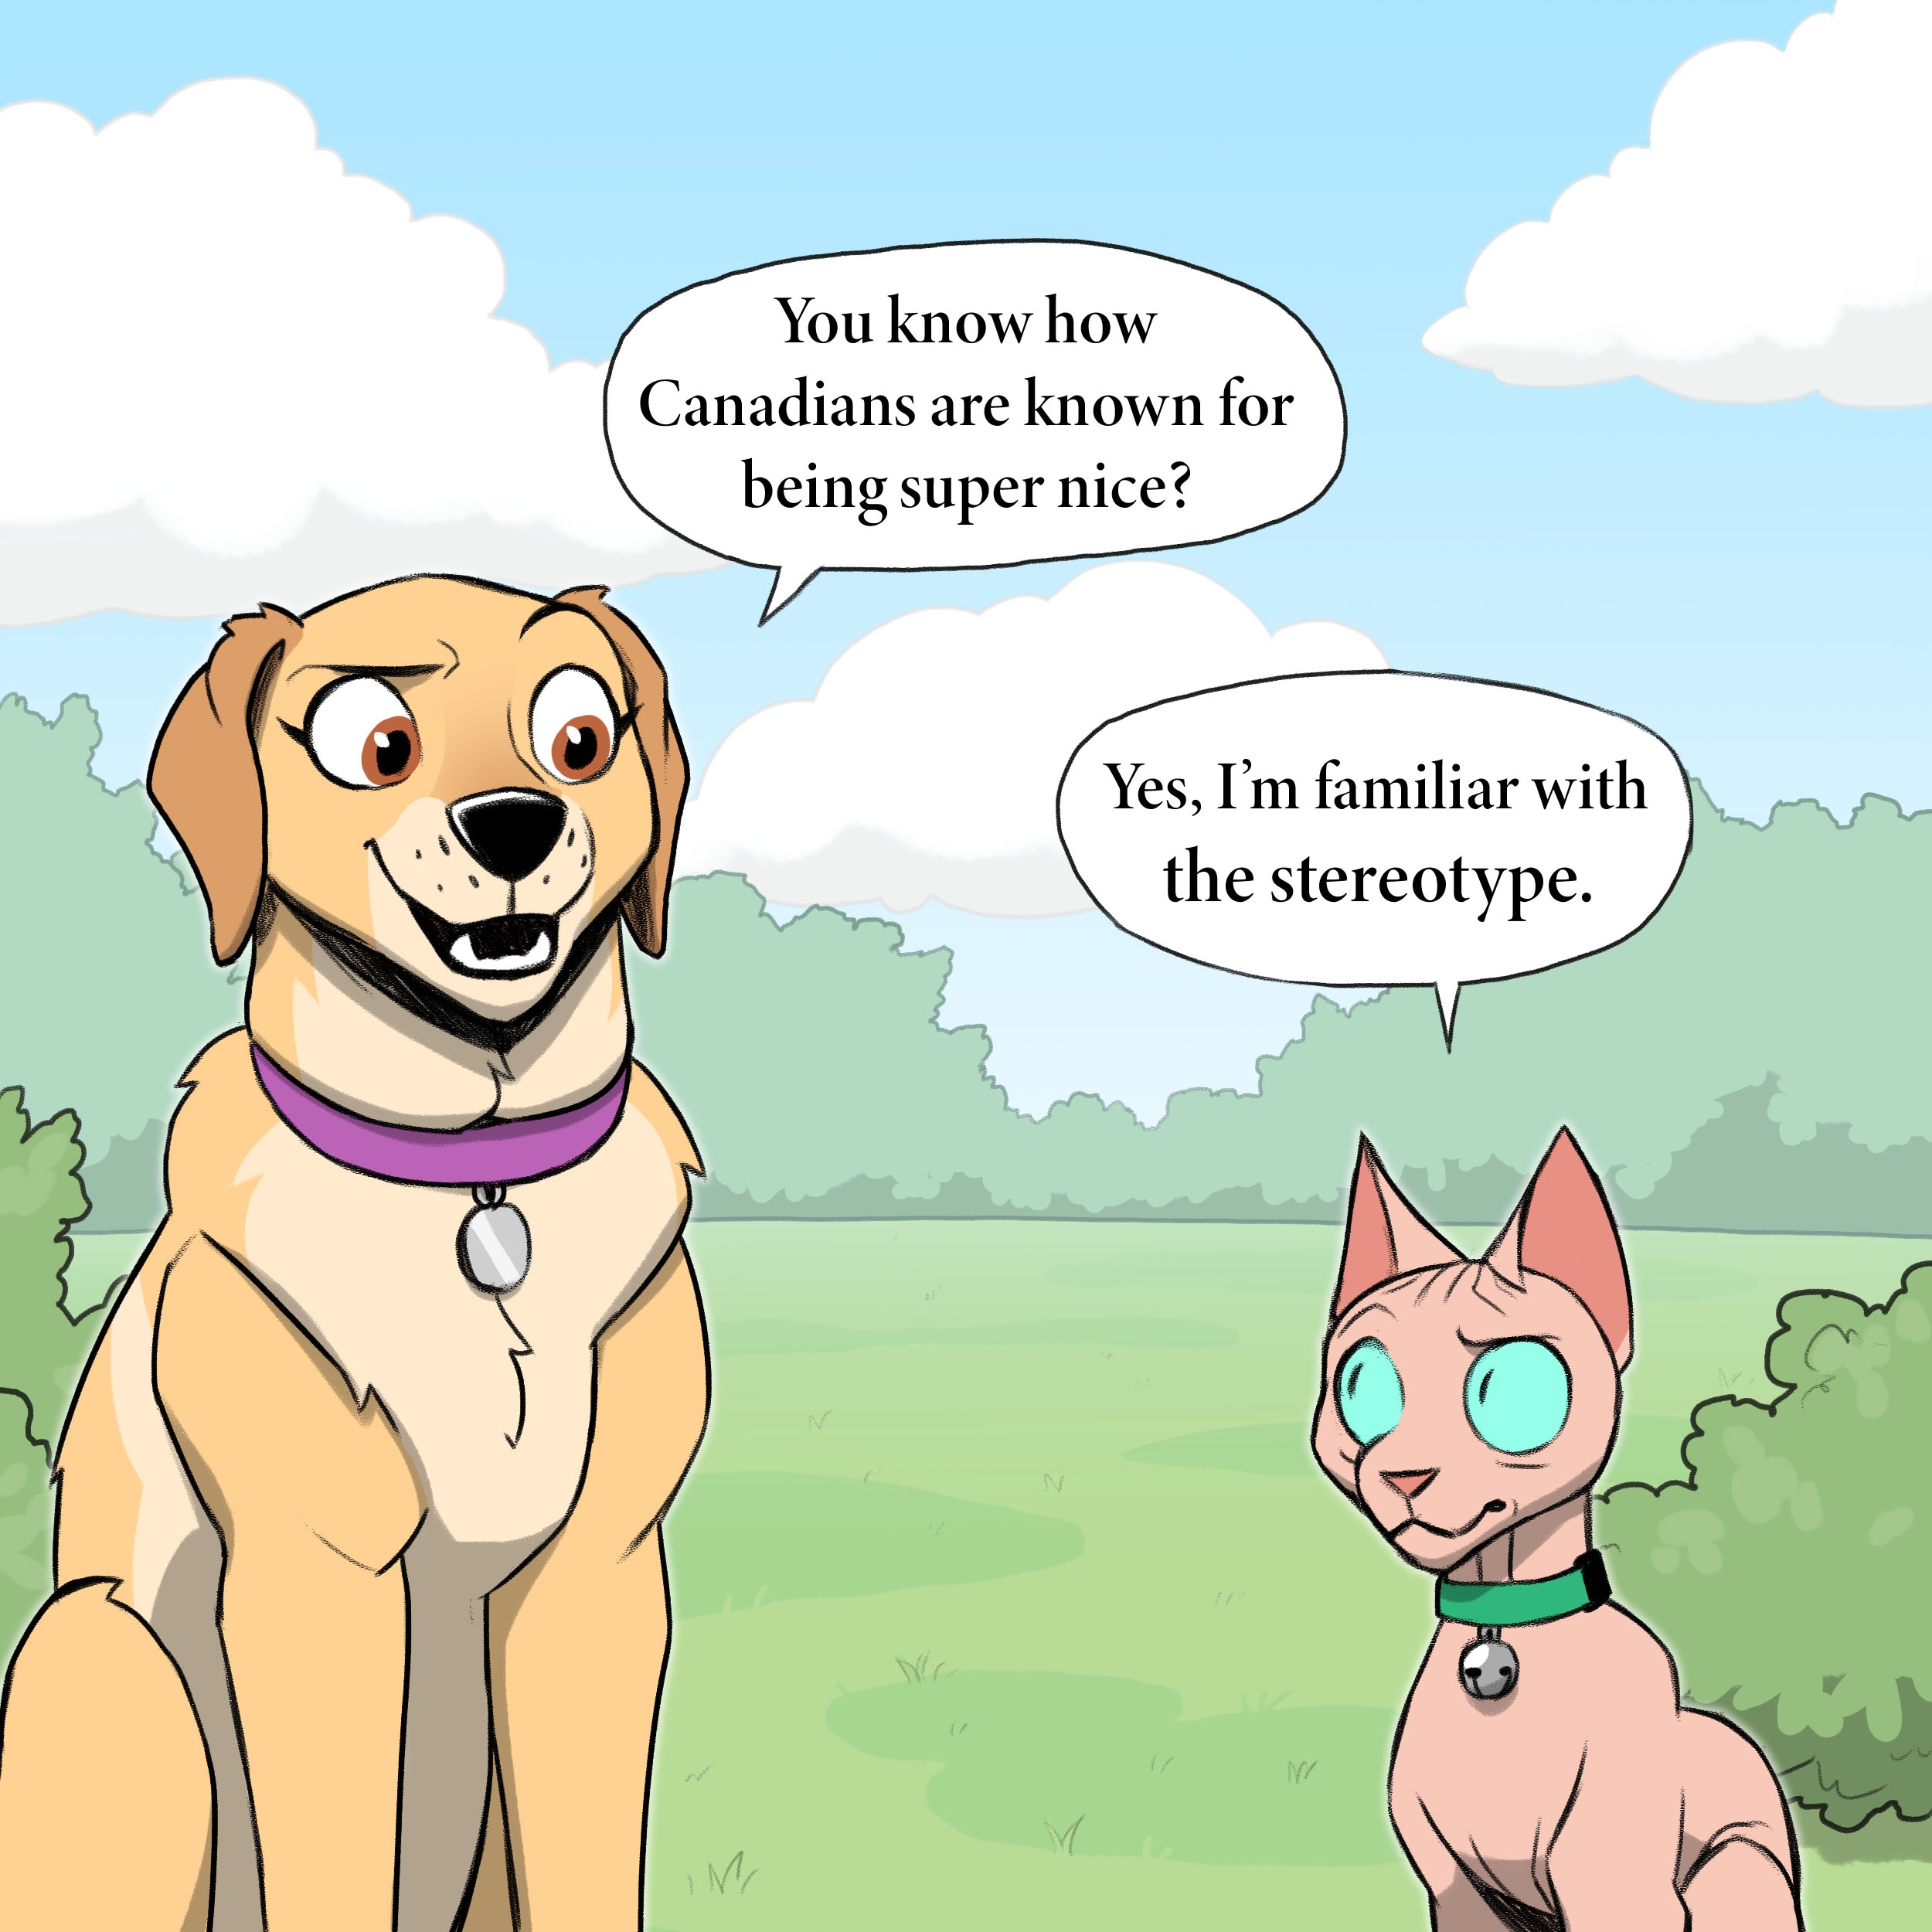 You know how
Canadians are known for
being super nice?
Yes, I’m familiar with
the stereotype.